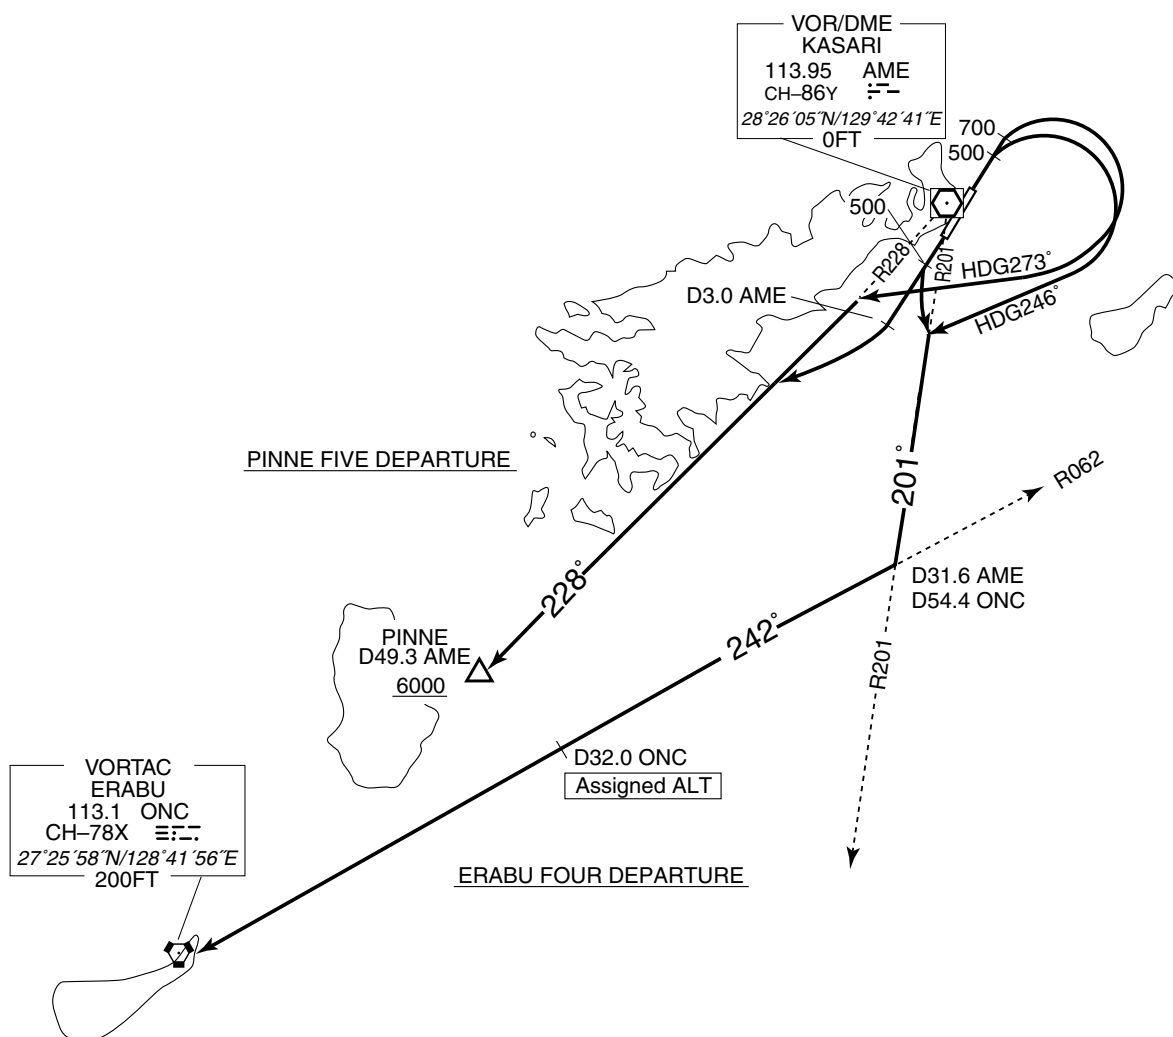 VOR/DME
KASARI
113.95 AME
CH–86Y
28°26´05˝N/129°42´41˝E
0FT
700
500
500
R228
R201
HDG273°
HDG246°
D3.0 AME
PINNE FIVE DEPARTURE
201°
R062
D31.6 AME
D54.4 ONC
228°
242°
PINNE
D49.3 AME
6000
R201
D32.0 ONC
Assigned ALT
VORTAC
ERABU
113.1 ONC
CH–78X
27°25´58˝N/128°41´56˝E
200FT
ERABU FOUR DEPARTURE